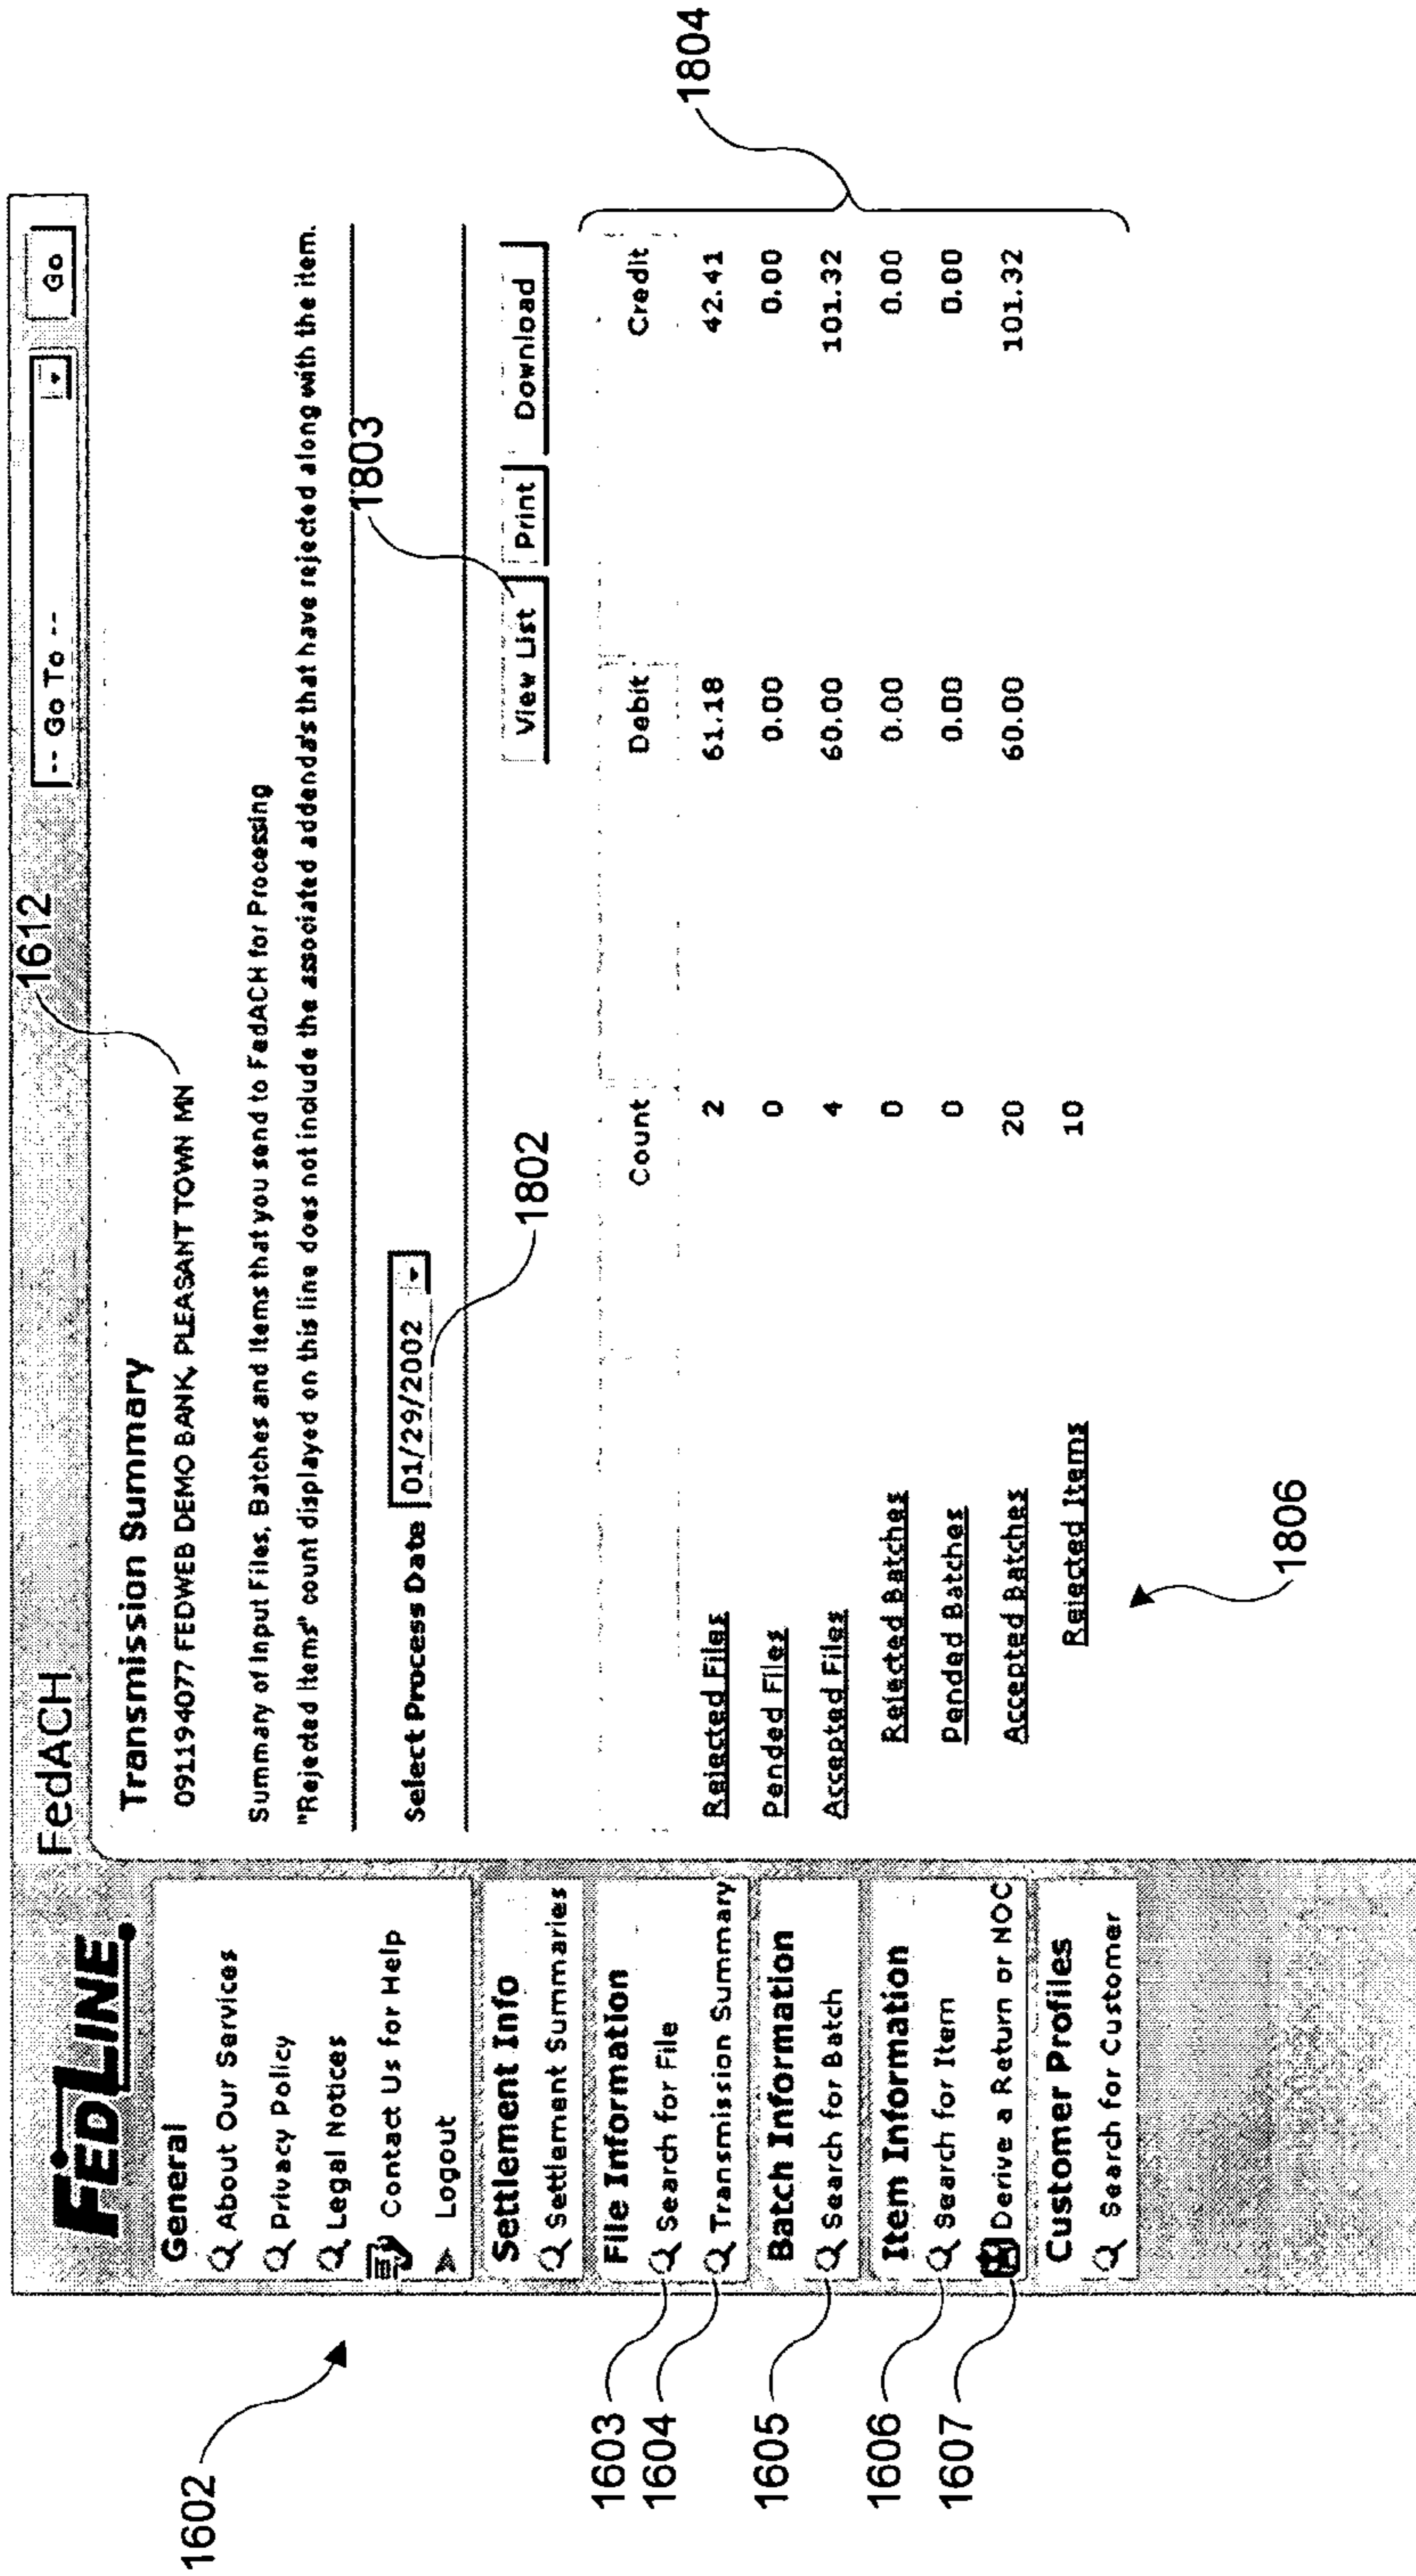 1612
FEDLINE
FedACH
-- Go To --
Go
1602
General
About Our Services
Privacy Policy
Legal Notices
Contact Us for Help
Logout
Settlement Info
Settlement Summaries
File Information
1603
Search for File
1604
Transmission Summary
Batch Information
1605
Search for Batch
Item Information
1606
Search for Item
1607
Derive a Return or NOC
Customer Profiles
Search for Customer
Transmission Summary
091194077 FEDWEB DEMO BANK, PLEASANT TOWN MN
Summary of Input Files, Batches and Items that you send to FedACH for Processing
"Rejected Items" count displayed on this line does not include the associated addenda's that have rejected along with the item.
Select Process Date 01/29/2002
1802
1803
View List Print Download
Count Debit Credit
1804
Rejected Files 2 61.18 42.41
Pended Files 0 0.00 0.00
Accepted Files 4 60.00 101.32
Rejected Batches 0 0.00 0.00
Pended Batches 0 0.00 0.00
Accepted Batches 20 60.00 101.32
Rejected Items 10
1806